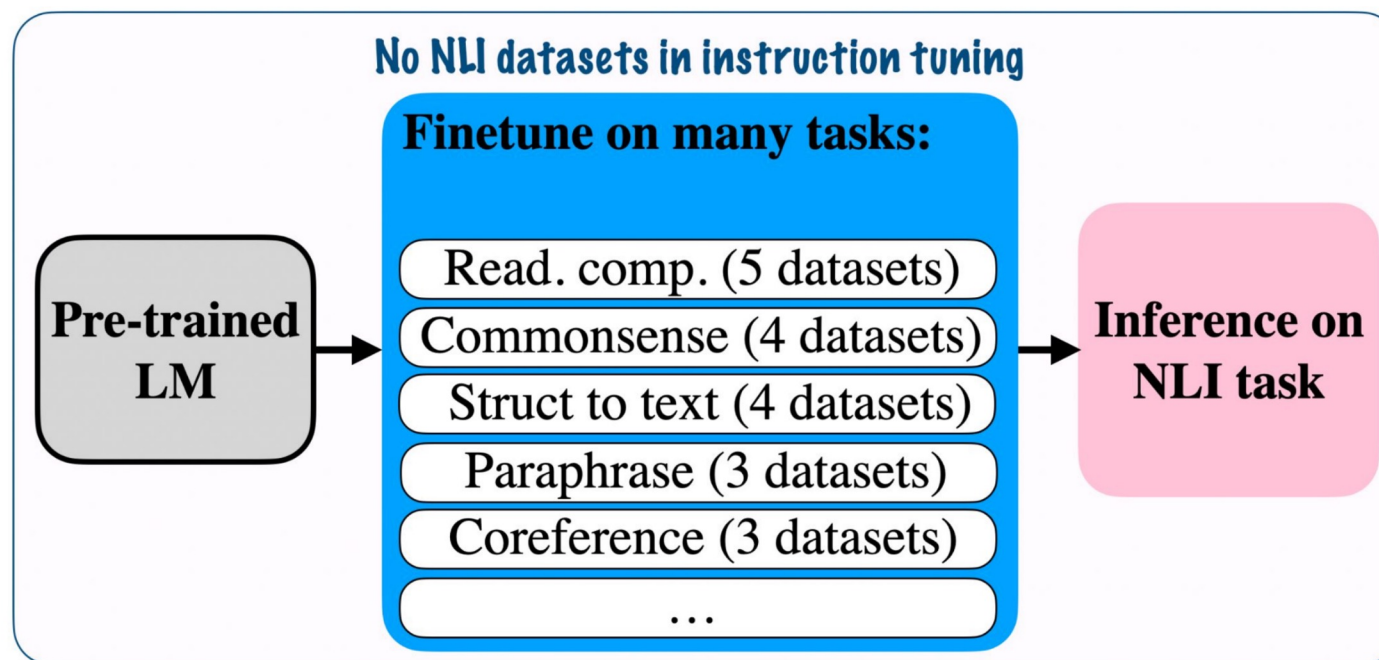 No NLI datasets in instruction tuning
Finetune on many tasks:
Pre-trained
LM
Read. comp. (5 datasets)
Commonsense (4 datasets)
Struct to text (4 datasets)
Paraphrase (3 datasets)
Coreference (3 datasets)
…
Inference on
NLI task